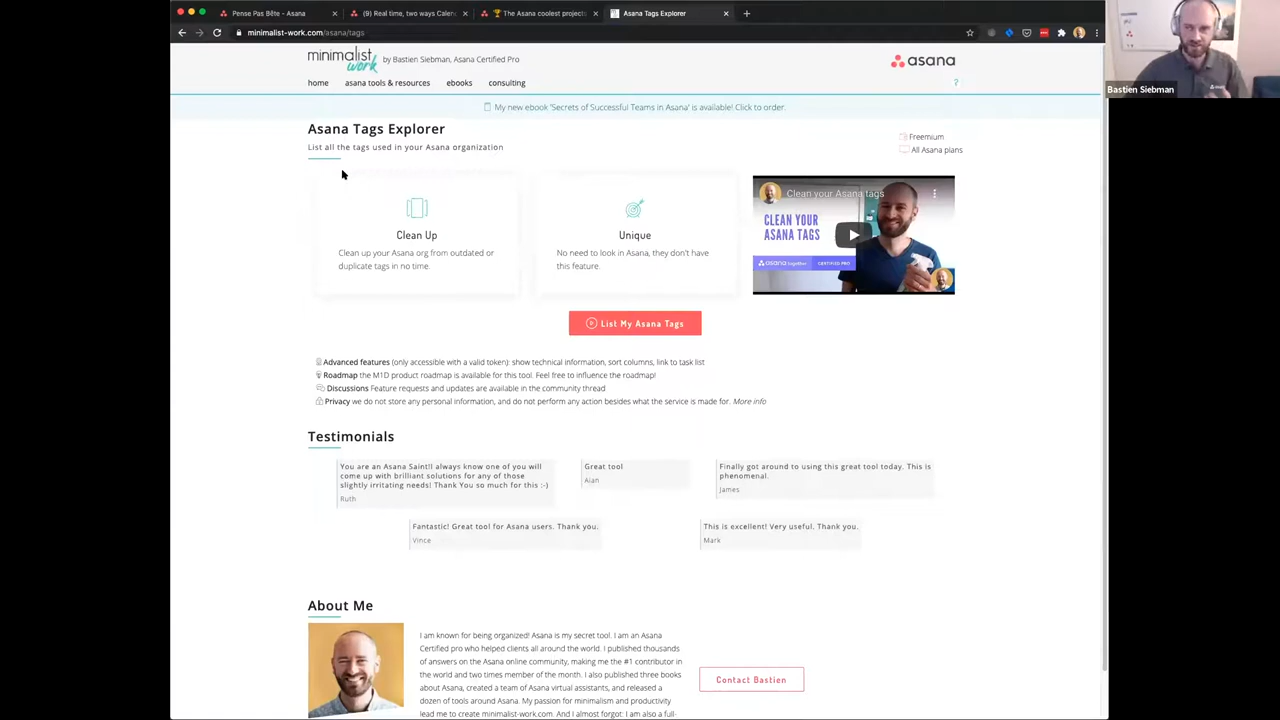 Pense Pas Bête - Asana
(9) Real time, two ways Calen
🏆 The Asana coolest projects
Asana Tags Explorer
minimalist-work.com/asana/tags
Bastien Siebman
minimalist
work
by Bastien Siebman, Asana Certified Pro
asana
home
asana tools & resources
ebooks
consulting
?
My new ebook 'Secrets of Successful Teams in Asana' is available! Click to order.
Asana Tags Explorer
List all the tags used in your Asana organization
Freemium
All Asana plans
Clean Up
Clean up your Asana org from outdated or
duplicate tags in no time.
Unique
No need to look in Asana, they don't have
this feature.
Clean your Asana tags
CLEAN YOUR
ASANA TAGS
asana together
CERTIFIED PRO
List My Asana Tags
Advanced features (only accessible with a valid token): show technical information, sort columns, link to task list
Roadmap the M1D product roadmap is available for this tool. Feel free to influence the roadmap!
Discussions Feature requests and updates are available in the community thread
Privacy we do not store any personal information, and do not perform any action besides what the service is made for. More info
Testimonials
You are an Asana Saint!I always know one of you will
come up with brilliant solutions for any of those
slightly irritating needs! Thank You so much for this :-)
Ruth
Great tool
Alan
Finally got around to using this great tool today. This is
phenomenal.
James
Fantastic! Great tool for Asana users. Thank you.
Vince
This is excellent! Very useful. Thank you.
Mark
About Me
I am known for being organized! Asana is my secret tool. I am an Asana
Certified pro who helped clients all around the world. I published thousands
of answers on the Asana online community, making me the #1 contributor in
the world and two times member of the month. I also published three books
about Asana, created a team of Asana virtual assistants, and released a
dozen of tools around Asana. My passion for minimalism and productivity
lead me to create minimalist-work.com. And I almost forgot: I am also a full-
Contact Bastien